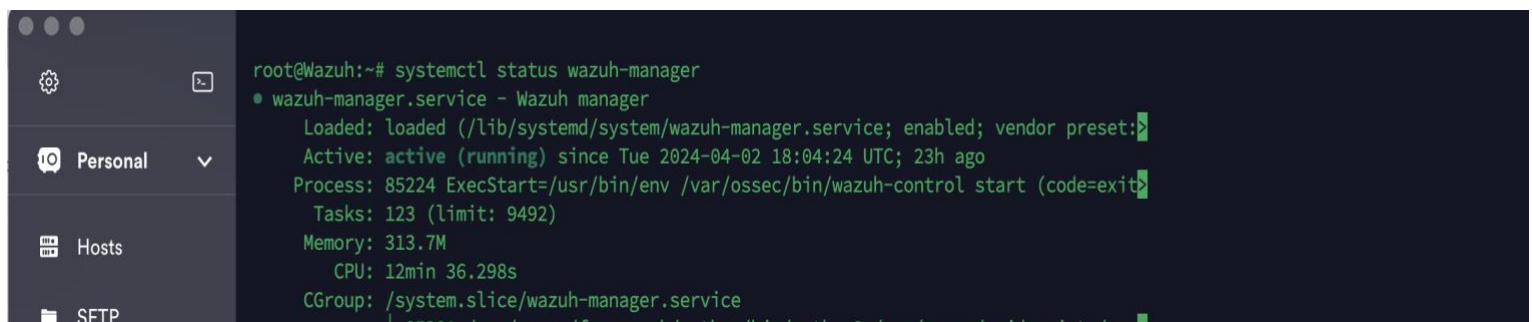 root@Wazuh:~# systemctl status wazuh-manager
● wazuh-manager.service - Wazuh manager
Loaded: loaded (/lib/systemd/system/wazuh-manager.service; enabled; vendor preset:>
Active: active (running) since Tue 2024-04-02 18:04:24 UTC; 23h ago
Personal
Process: 85224 ExecStart=/usr/bin/env /var/ossec/bin/wazuh-control start (code=exit>
Tasks: 123 (limit: 9492)
Hosts
Memory: 313.7M
CPU: 12min 36.298s
CGroup: /system.slice/wazuh-manager.service
SFTP